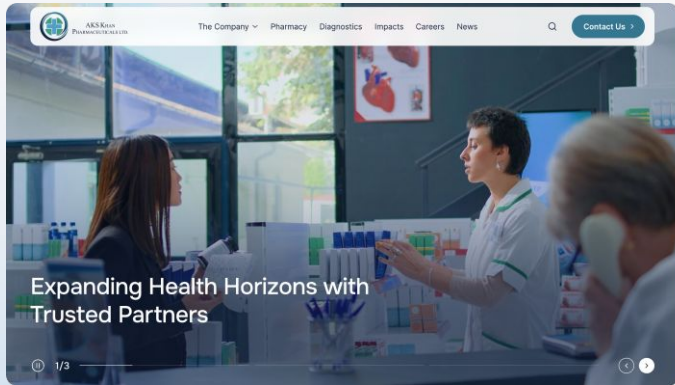 AKS KHAN
PHARMACEUTICALS LTD.
The Company
Pharmacy
Diagnostics
Impacts
Careers
News
Contact Us
Expanding Health Horizons with
Trusted Partners
1/3